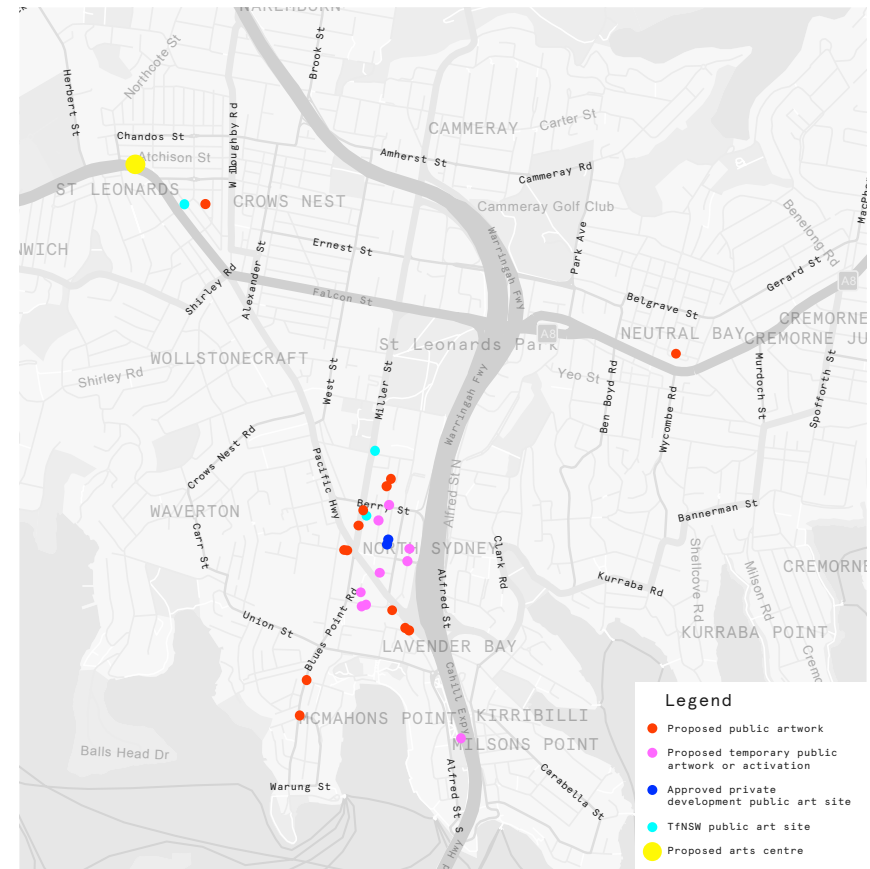 NAREMBURN
Brook St
Northcote St
Herbert St
Willoughby Rd
Chandos St
Atchison St
CAMMERAY
Carter St
Amherst St
Cammeray Rd
ST LEONARDS
CROWS NEST
Cammeray Golf Club
Benelong Rd
NWICH
Ernest St
Alexander St
Warringah Fwy
Park Ave
Gerard St
A8
Shirley Rd
Falcon St
Belgrave St
CREMORNE
NEUTRAL BAY
CREMORNE JU
A8
St Leonards Park
WOLLSTONECRAFT
Shirley Rd
West St
Miller St
Warringah Fwy
Yeo St
Ben Boyd Rd
Wycombe Rd
Murdoch St
Spofforth St
Crows Nest Rd
Pacific Hwy
Alfred St N
WAVERTON
Berry St
Bannerman St
Carr St
NORTH SYDNEY
Clark Rd
Shellcove Rd
Milson Rd
CREMORNE
Kurraba Rd
Alfred St
Union St
Blues Point Rd
KURRABA POINT
LAVENDER BAY
Cremo
Cahill Expy
MCMAHONS POINT
KIRRIBILLI
MILSONS POINT
Balls Head Dr
Warung St
Alfred St S
Carabella St
Legend
Proposed public artwork
Proposed temporary public
artwork or activation
Approved private
development public art site
TfNSW public art site
Proposed arts centre